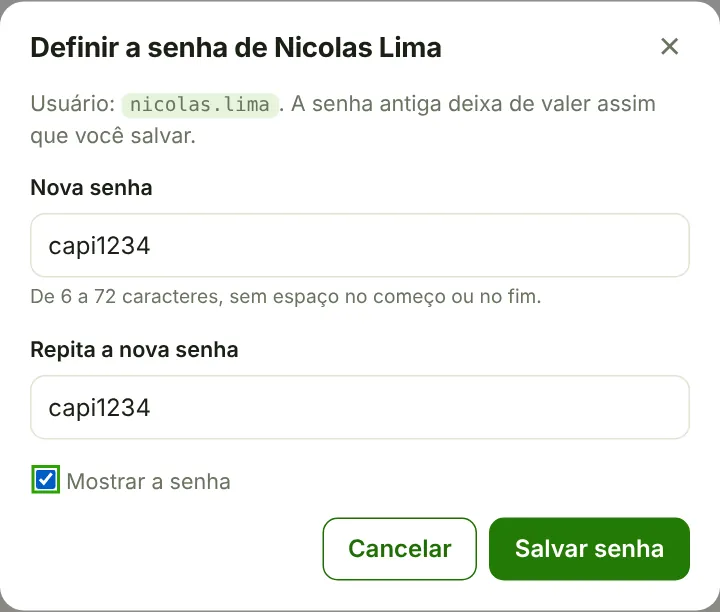 Definir a senha de Nicolas Lima
Usuário: nicolas.lima. A senha antiga deixa de valer assim
que você salvar.
Nova senha
capi1234
De 6 a 72 caracteres, sem espaço no começo ou no fim.
Repita a nova senha
capi1234
Mostrar a senha
Cancelar
Salvar senha